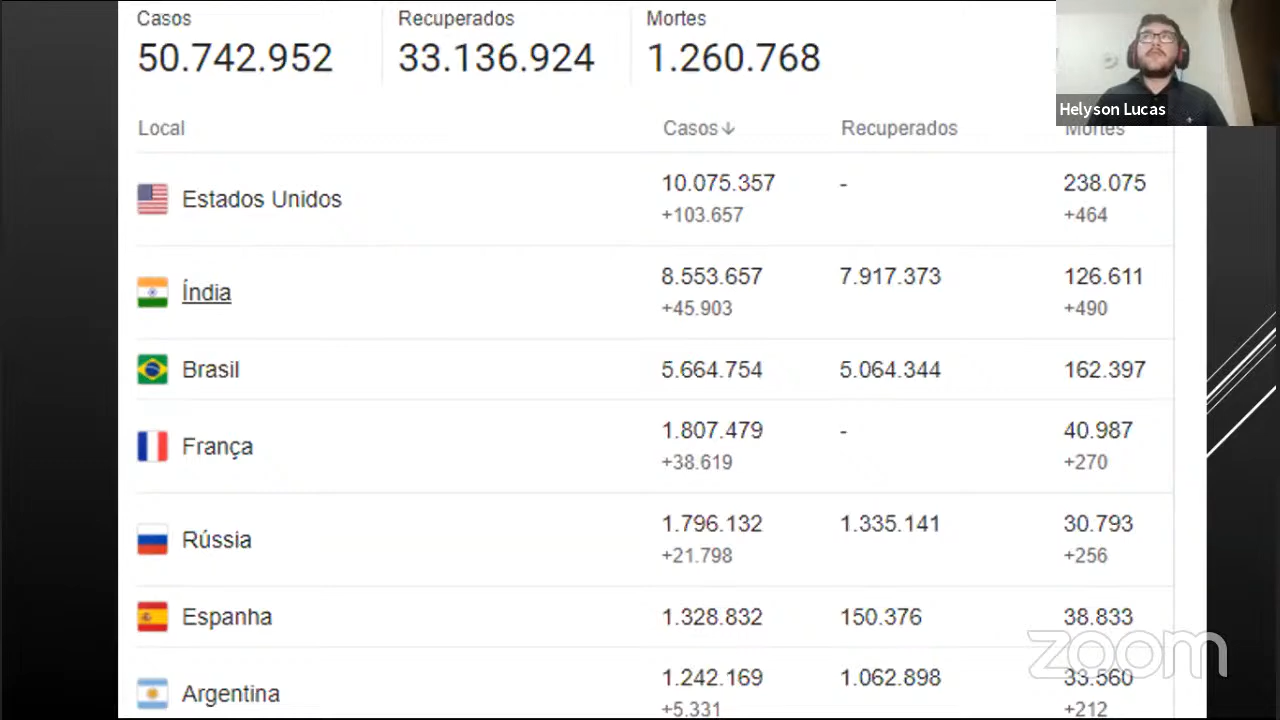 Casos Recuperados Mortes
50.742.952 33.136.924 1.260.768
Helyson Lucas
Local Casos↓ Recuperados Mortes
Estados Unidos 10.075.357 - 238.075
+103.657 +464
Índia 8.553.657 7.917.373 126.611
+45.903 +490
Brasil 5.664.754 5.064.344 162.397
França 1.807.479 - 40.987
+38.619 +270
Rússia 1.796.132 1.335.141 30.793
+21.798 +256
Espanha 1.328.832 150.376 38.833
zoom
Argentina 1.242.169 1.062.898 33.560
+5.331 +212